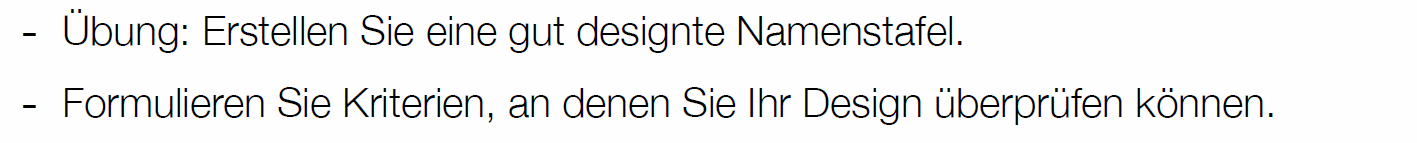 - Übung: Erstellen Sie eine gut designte Namenstafel.
- Formulieren Sie Kriterien, an denen Sie Ihr Design überprüfen können.